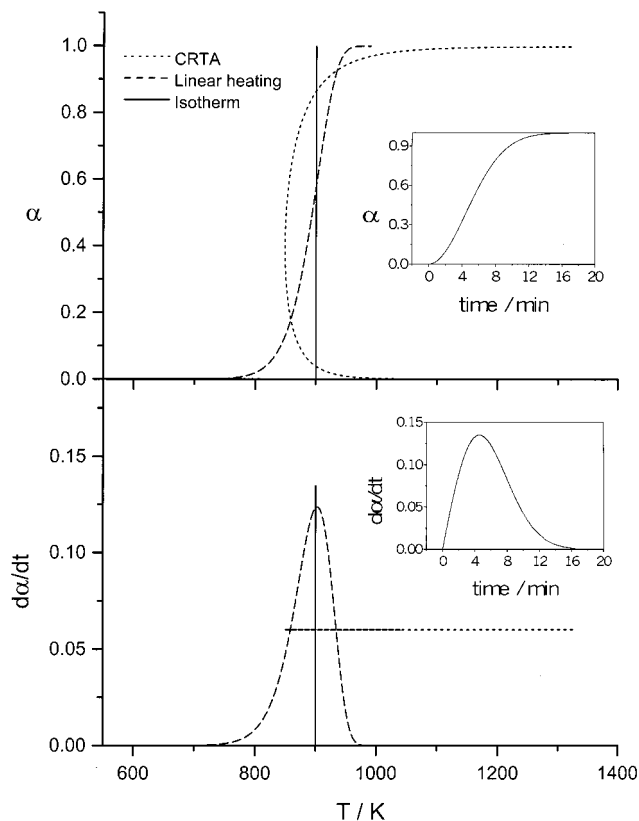 1.0
0.8
0.6
0.4
0.2
0.0
α
CRTA
Linear heating
Isotherm
0.9
0.6
0.3
0.0
α
0 4 8 12 16 20
time / min
0.15
0.10
0.05
0.00
dα/dt
0.15
0.10
0.05
0.00
dα/dt
0 4 8 12 16 20
time / min
600 800 1000 1200 1400
T / K